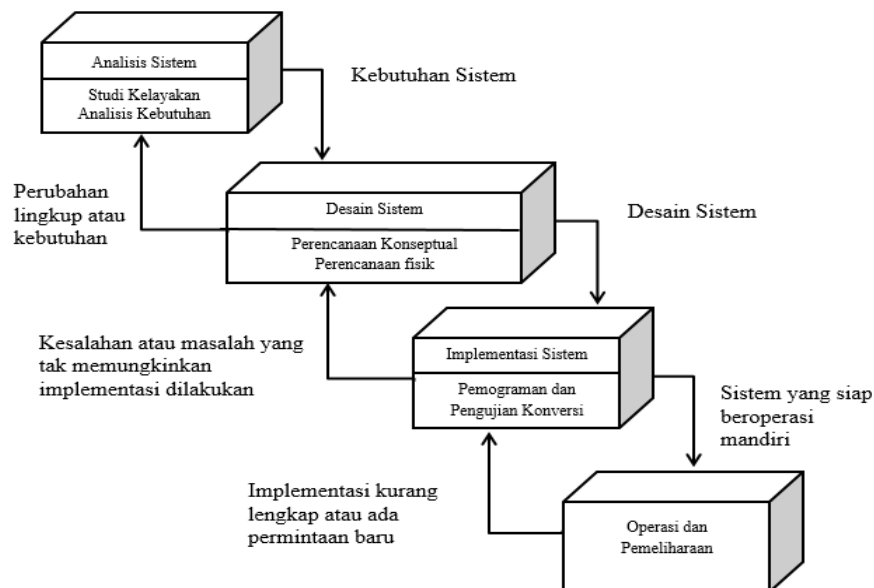 Analisis Sistem
Studi Kelayakan
Analisis Kebutuhan
Kebutuhan Sistem
Perubahan
lingkup atau
kebutuhan
Desain Sistem
Perencanaan Konseptual
Perencanaan fisik
Desain Sistem
Kesalahan atau masalah yang
tak memungkinkan
implementasi dilakukan
Implementasi Sistem
Pemograman dan
Pengujian Konversi
Sistem yang siap
beroperasi
mandiri
Implementasi kurang
lengkap atau ada
permintaan baru
Operasi dan
Pemeliharaan